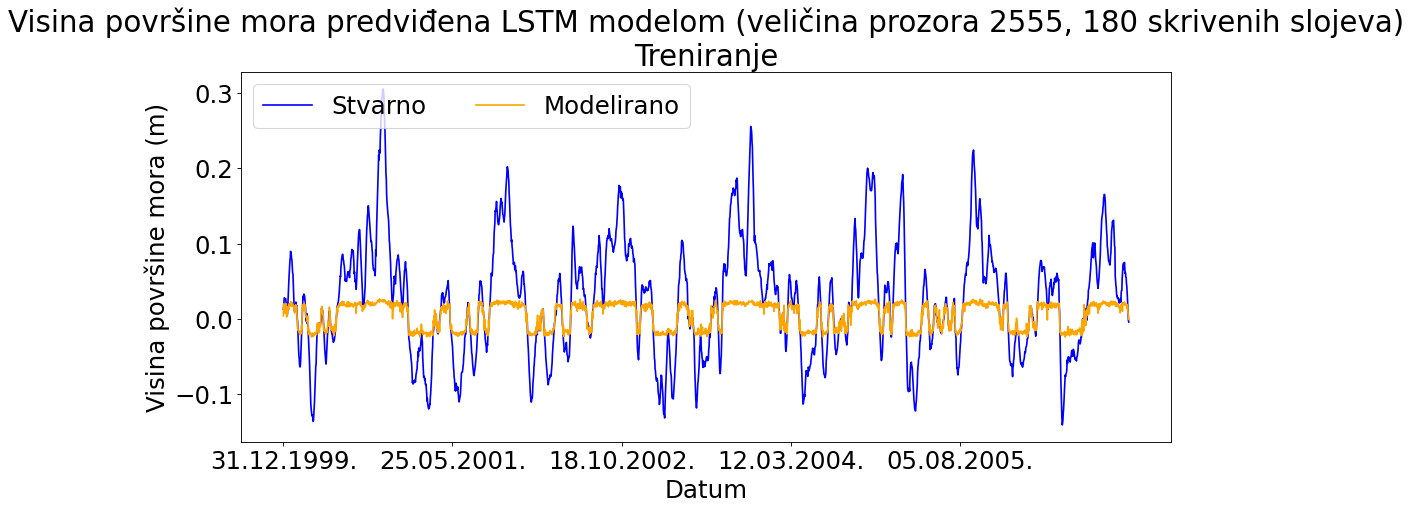 Visina površine mora predviđena LSTM modelom (veličina prozora 2555, 180 skrivenih slojeva)
Treniranje
Stvarno Modelirano
Visina površine mora (m)
0.3
0.2
0.1
0.0
−0.1
31.12.1999. 25.05.2001. 18.10.2002. 12.03.2004. 05.08.2005.
Datum